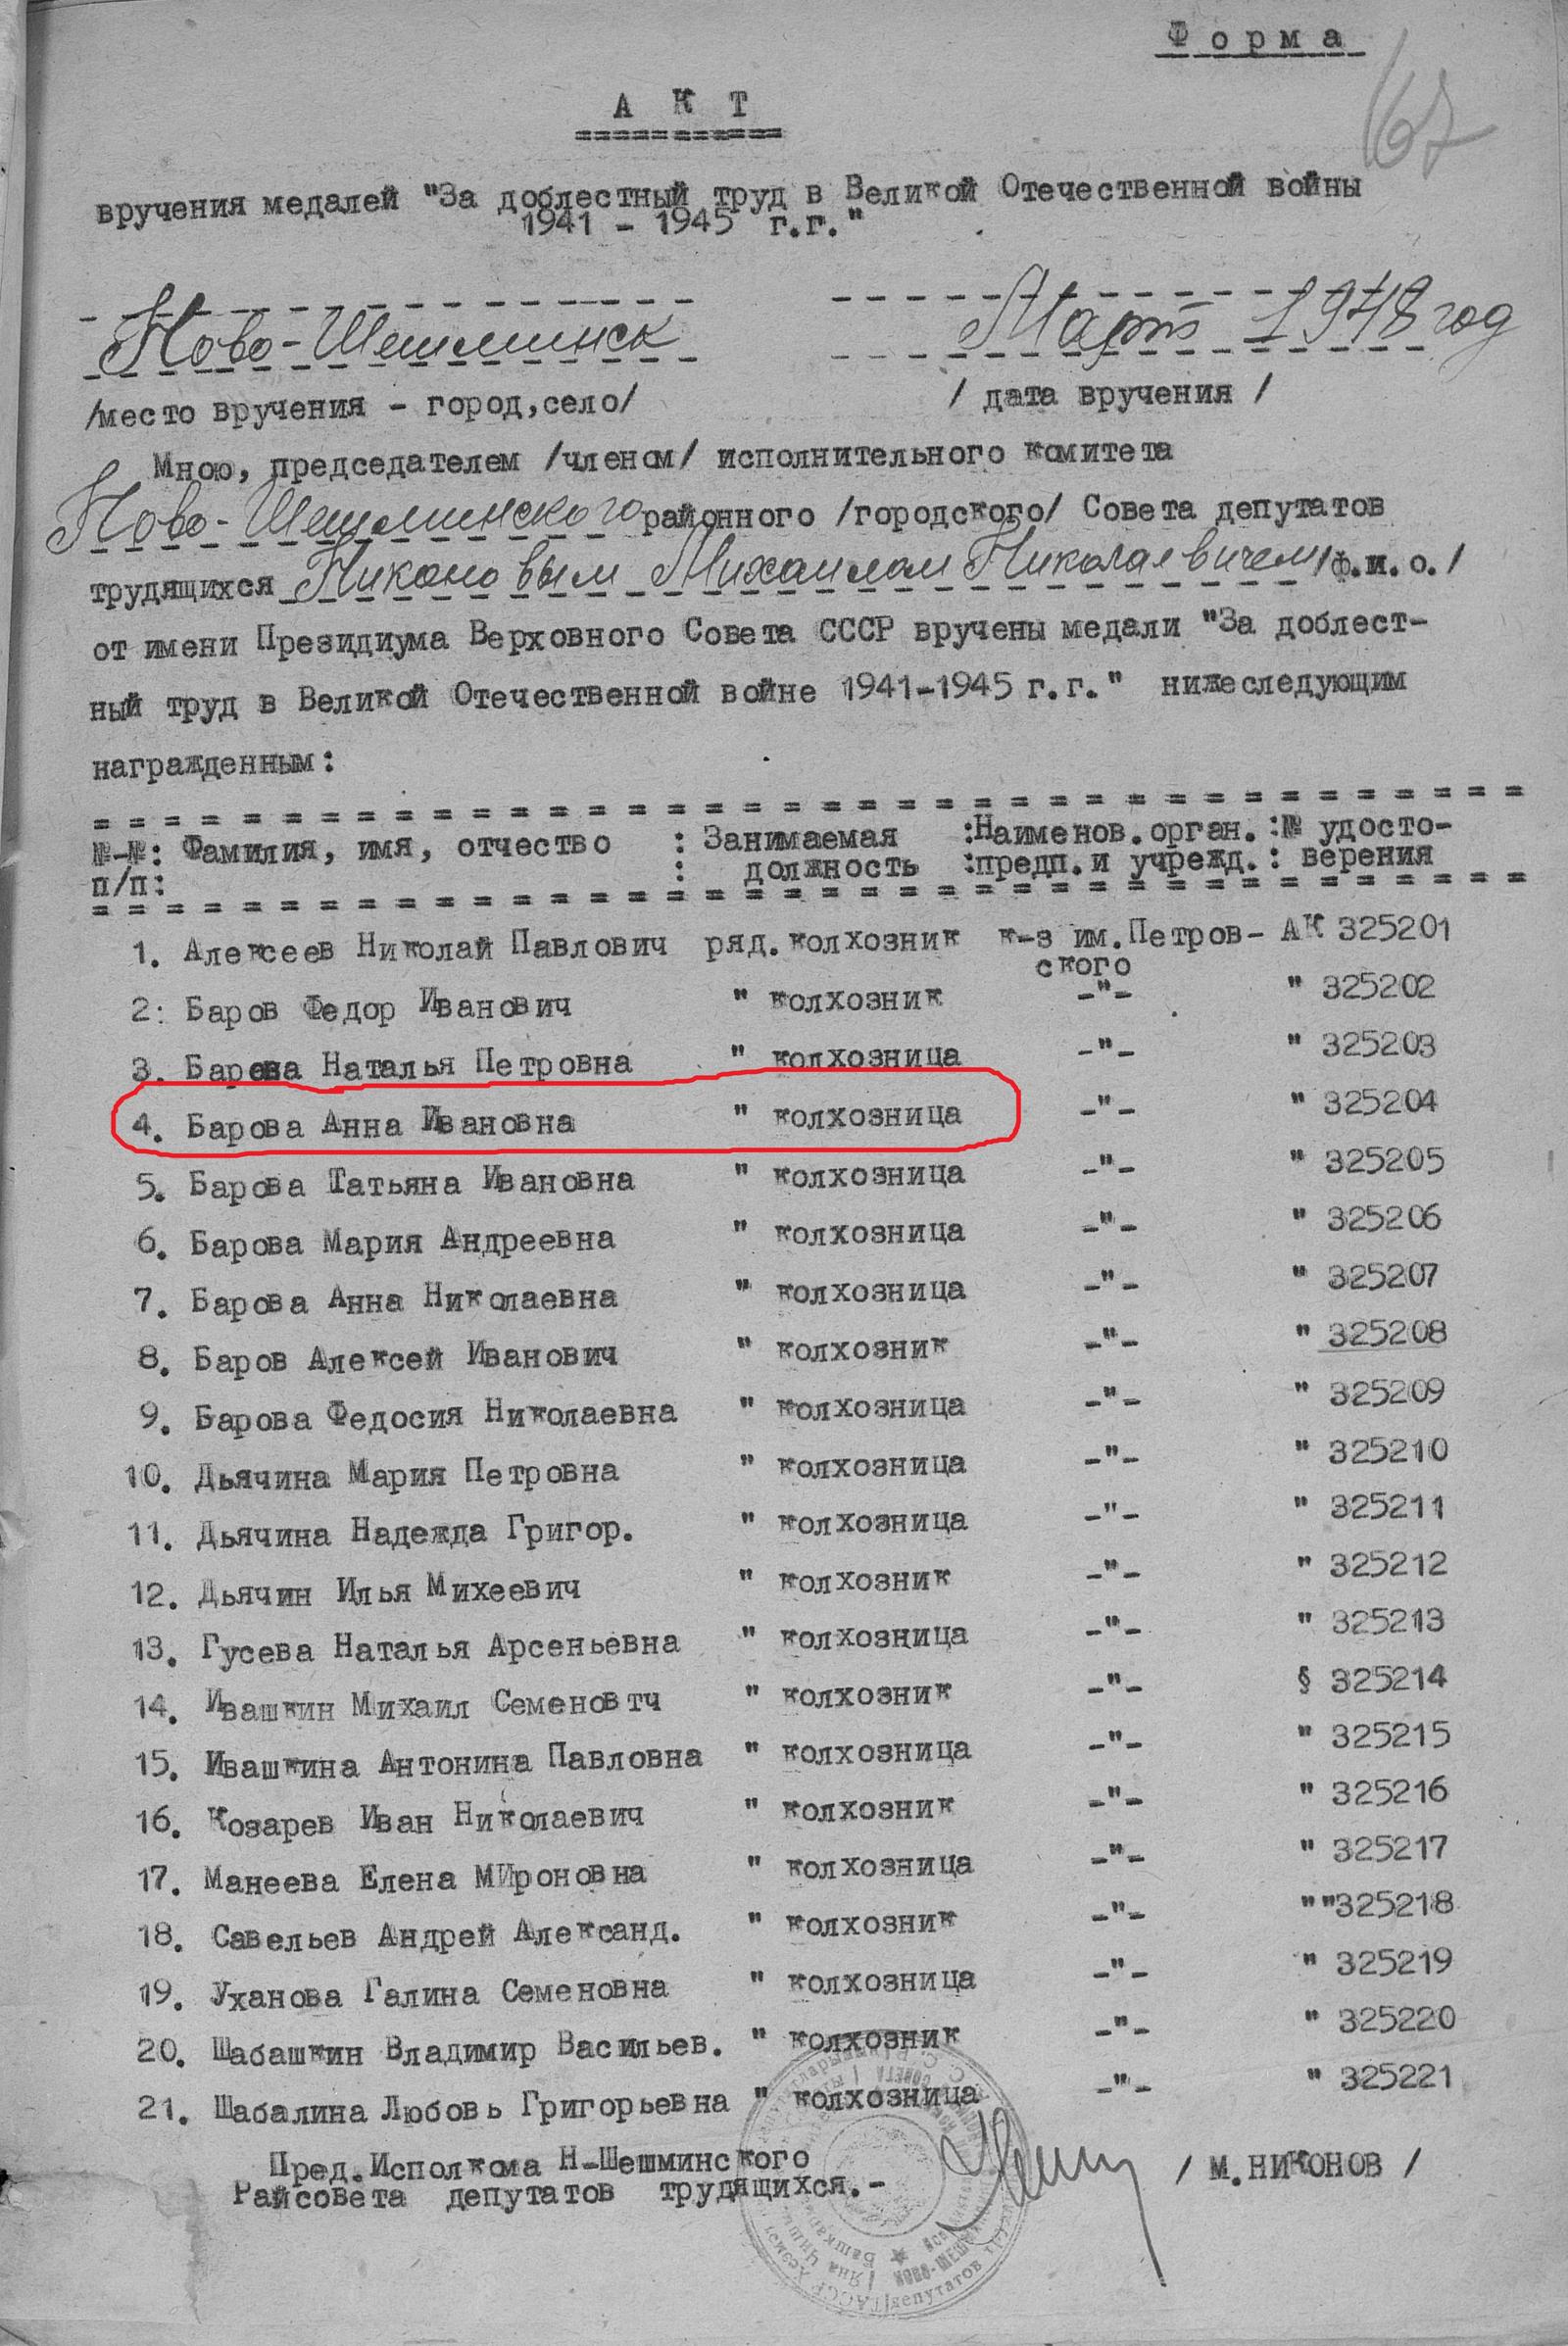 Форма
67
АКТ
вручения медалей "За доблестный труд в Великой Отечественной войны
1941 - 1945 г.г."
Ново-Шешминск Март 1948 год
/место вручения - город,село/ / дата вручения /
Мною, председателем /членом/ исполнительного комитета
Ново-Шешминского районного /городского/ Совета депутатов
трудящихся Никоновым Михаилом Николаевичем /ф.и.о./
от имени Президиума Верховного Совета СССР вручены медали "За доблест-
ный труд в Великой Отечественной войне 1941-1945 г.г." нижеследующим
награжденным:
№-№: Фамилия, имя, отчество : Занимаемая :Наименов.орган. :№ удосто-
п/п: : должность :предп.и учрежд. : верения
1. Алексеев Николай Павлович ряд. колхозник к-з им.Петров- АК 325201
ского
2: Баров Федор Иванович " колхозник -"- " 325202
3. Барова Наталья Петровна " колхозница -"- " 325203
4. Барова Анна Ивановна " колхозница -"- " 325204
5. Барова Татьяна Ивановна " колхозница -"- " 325205
6. Барова Мария Андреевна " колхозница -"- " 325206
7. Барова Анна Николаевна " колхозница -"- " 325207
8. Баров Алексей Иванович " колхозник -"- " 325208
9. Барова Федосия Николаевна " колхозница -"- " 325209
10. Дьячина Мария Петровна " колхозница -"- " 325210
11. Дьячина Надежда Григор. " колхозница -"- " 325211
12. Дьячин Илья Михеевич " колхозник -"- " 325212
13. Гусева Наталья Арсеньевна " колхозница -"- " 325213
14. Ивашкин Михаил Семеновтч " колхозник -"- § 325214
15. Ивашкина Антонина Павловна " колхозница -"- " 325215
16. Козарев Иван Николаевич " колхозник -"- " 325216
17. Манеева Елена МИроновна " колхозница -"- " 325217
18. Савельев Андрей Александ. " колхозник -"- ""325218
19. Уханова Галина Семеновна " колхозница -"- " 325219
20. Шабашкин Владимир Васильев. " колхозник -"- " 325220
21. Шабалина Любовь Григорьевна " колхозница -"- " 325221
Пред.Исполкома Н-Шешминского
Райсовета депутатов трудящихся.- / М.НИКОНОВ /